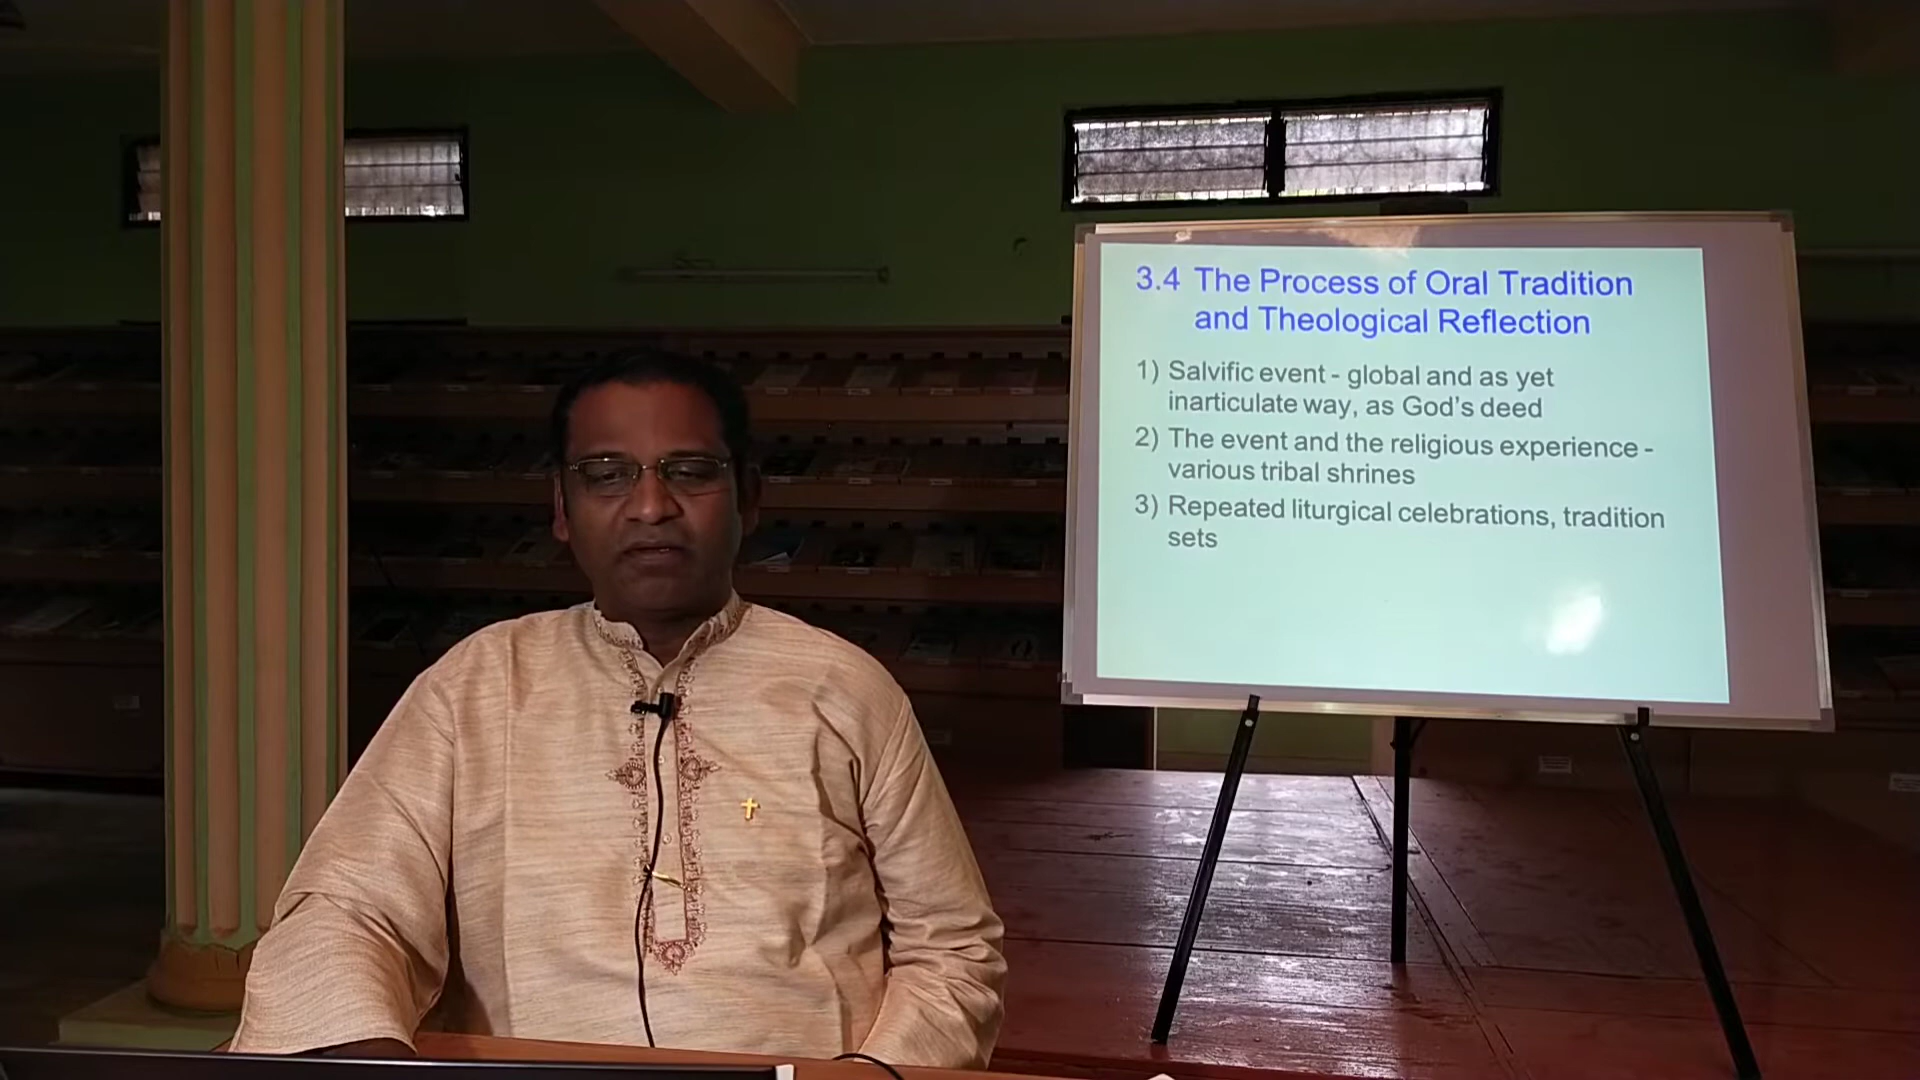 3.4 The Process of Oral Tradition
and Theological Reflection
1) Salvific event - global and as yet
inarticulate way, as God's deed
2) The event and the religious experience -
various tribal shrines
3) Repeated liturgical celebrations, tradition
sets